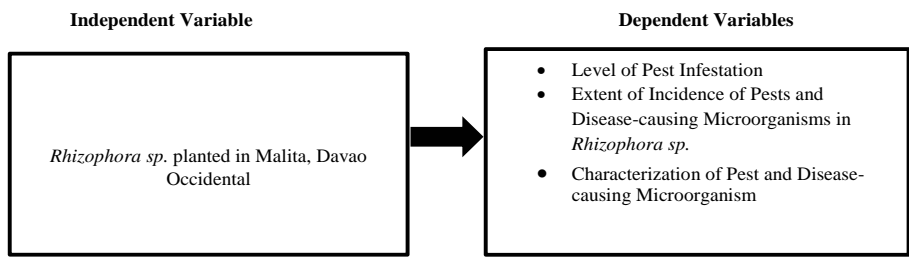 Independent Variable
Dependent Variables
Rhizophora sp. planted in Malita, Davao
Occidental
• Level of Pest Infestation
• Extent of Incidence of Pests and
Disease-causing Microorganisms in
Rhizophora sp.
• Characterization of Pest and Disease-
causing Microorganism